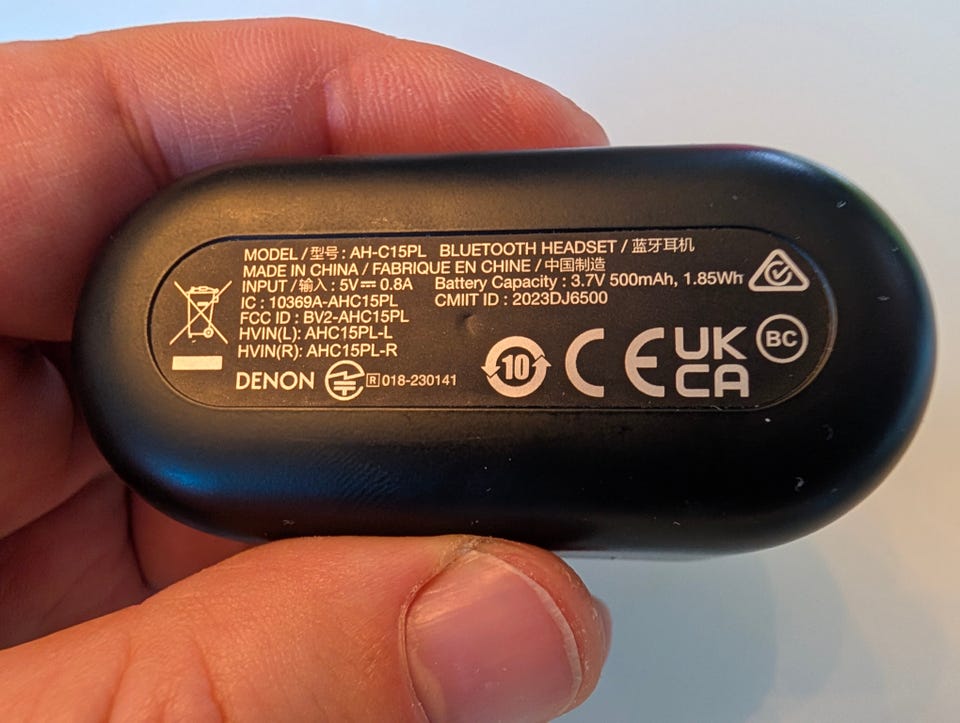 MODEL / 型号 : AH-C15PL BLUETOOTH HEADSET / 蓝牙耳机
MADE IN CHINA / FABRIQUE EN CHINE / 中国制造
INPUT / 输入 : 5V⎓ 0.8A Battery Capacity : 3.7V 500mAh, 1.85Wh
IC : 10369A-AHC15PL CMIIT ID : 2023DJ6500
FCC ID : BV2-AHC15PL
HVIN(L): AHC15PL-L
HVIN(R): AHC15PL-R
DENON R 018-230141 10 CE UK CA BC